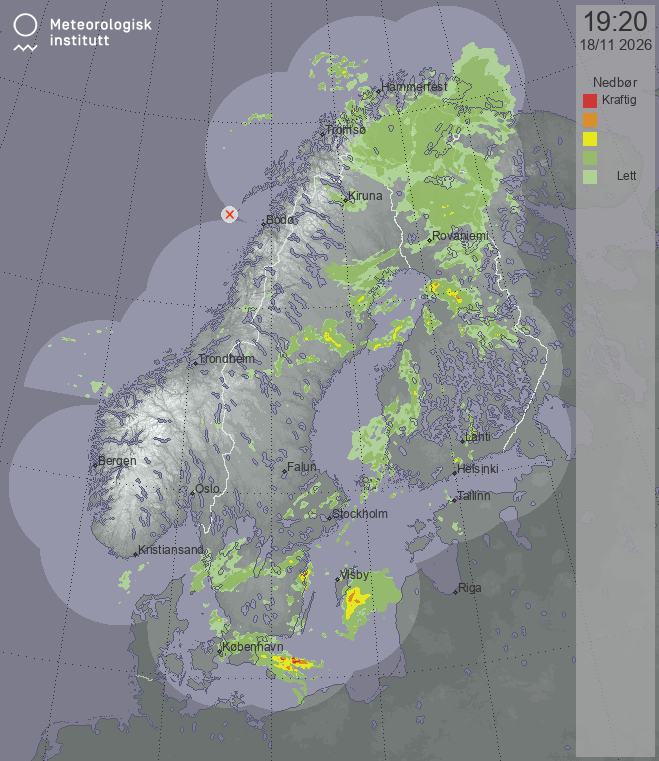 Meteorologisk
institutt
19:20
18/11 2026
Nedbør
Kraftig
Lett
Hammerfest
Tromsø
Kiruna
Bodø
Rovaniemi
Trondheim
Lahti
Bergen
Falun
Helsinki
Oslo
Tallinn
Stockholm
Kristiansand
Visby
Riga
København